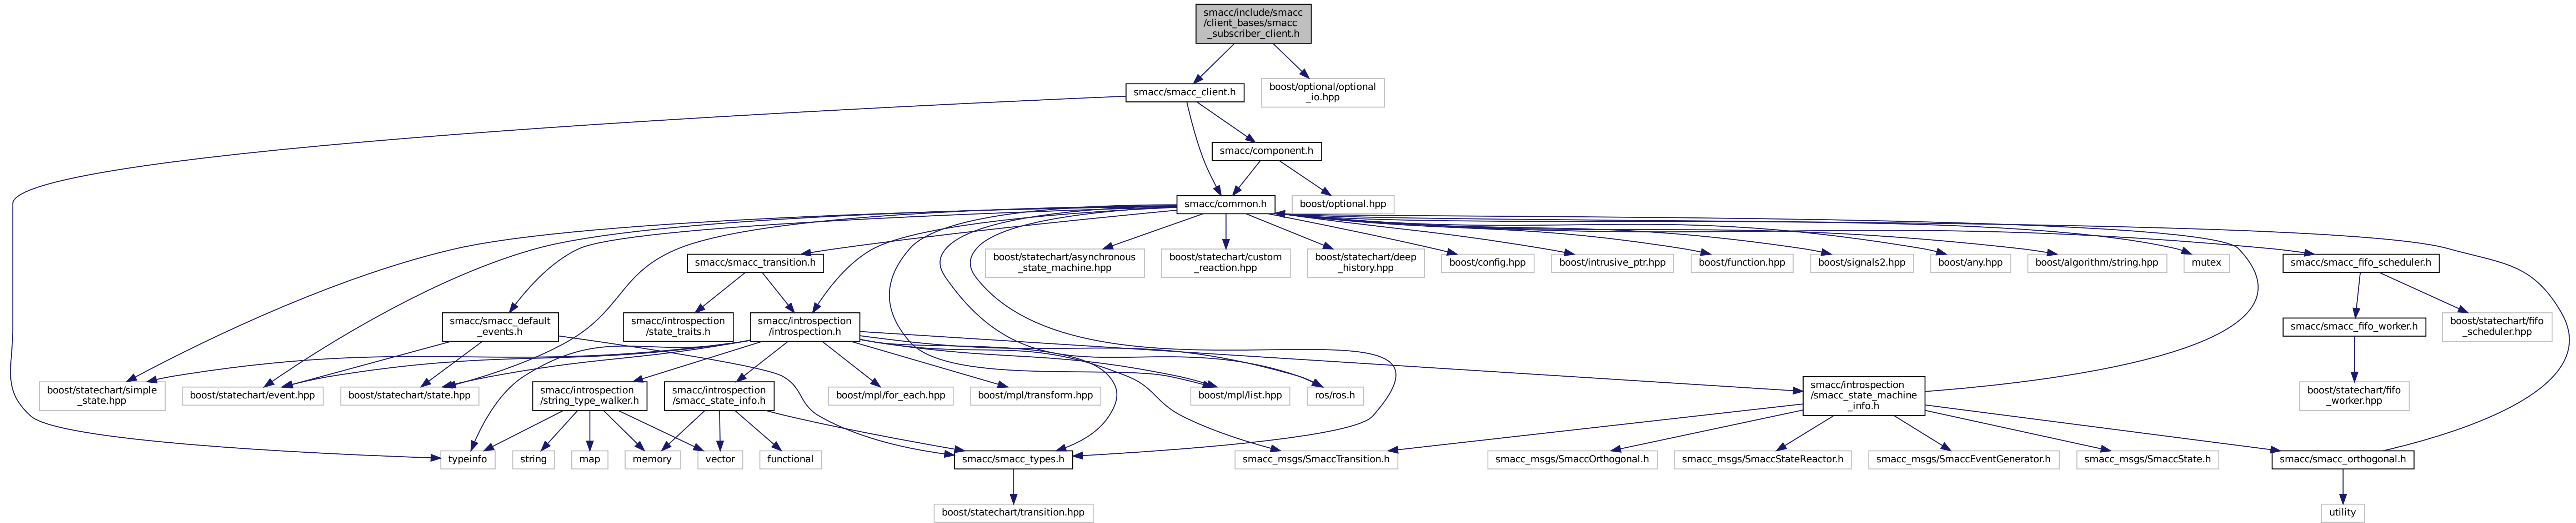 smacc/include/smacc
/client_bases/smacc
_subscriber_client.h
smacc/smacc_client.h
boost/optional/optional
_io.hpp
smacc/component.h
smacc/common.h
boost/optional.hpp
smacc/smacc_transition.h
boost/statechart/asynchronous
_state_machine.hpp
boost/statechart/custom
_reaction.hpp
boost/statechart/deep
_history.hpp
boost/config.hpp
boost/intrusive_ptr.hpp
boost/function.hpp
boost/signals2.hpp
boost/any.hpp
boost/algorithm/string.hpp
mutex
smacc/smacc_fifo_scheduler.h
smacc/smacc_default
_events.h
smacc/introspection
/state_traits.h
smacc/introspection
/introspection.h
smacc/smacc_fifo_worker.h
boost/statechart/fifo
_scheduler.hpp
boost/statechart/simple
_state.hpp
boost/statechart/event.hpp
boost/statechart/state.hpp
smacc/introspection
/string_type_walker.h
smacc/introspection
/smacc_state_info.h
boost/mpl/for_each.hpp
boost/mpl/transform.hpp
boost/mpl/list.hpp
ros/ros.h
smacc/introspection
/smacc_state_machine
_info.h
boost/statechart/fifo
_worker.hpp
typeinfo
string
map
memory
vector
functional
smacc/smacc_types.h
smacc_msgs/SmaccTransition.h
smacc_msgs/SmaccOrthogonal.h
smacc_msgs/SmaccStateReactor.h
smacc_msgs/SmaccEventGenerator.h
smacc_msgs/SmaccState.h
smacc/smacc_orthogonal.h
boost/statechart/transition.hpp
utility